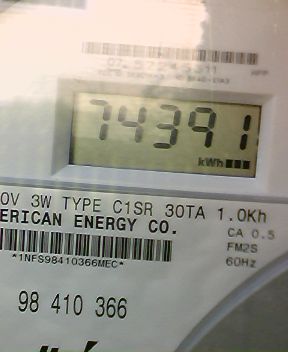 74391
kWh
0V 3W TYPE C1SR 30TA 1.0Kh
ERICAN ENERGY CO.
CA 0.5
FM2S
60Hz
*1NFS98410366MEC*
98 410 366